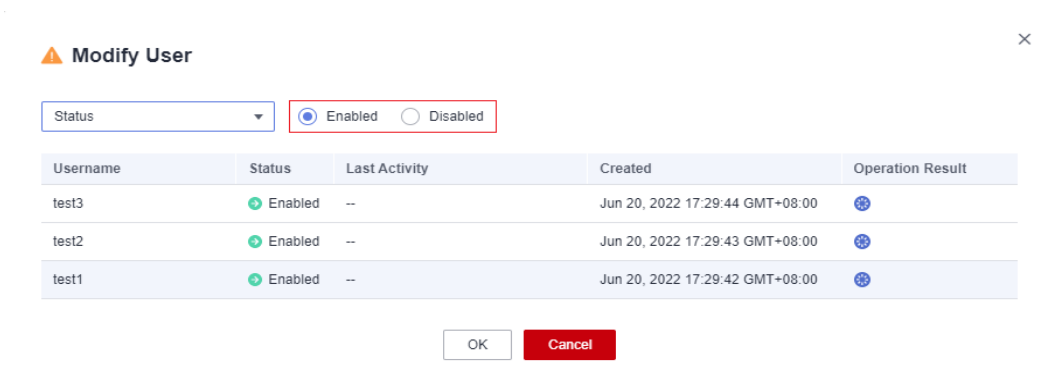 Modify User
Status Enabled Disabled
Username Status Last Activity Created Operation Result
test3 Enabled -- Jun 20, 2022 17:29:44 GMT+08:00
test2 Enabled -- Jun 20, 2022 17:29:43 GMT+08:00
test1 Enabled -- Jun 20, 2022 17:29:42 GMT+08:00
OK Cancel